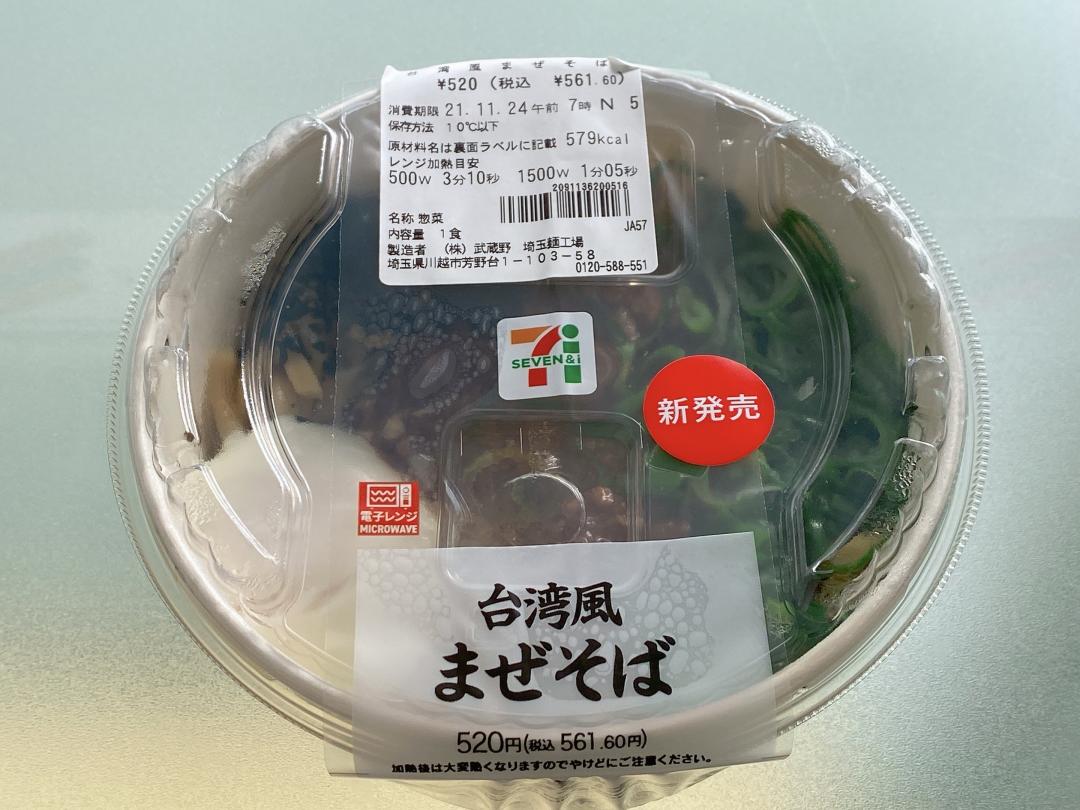 台湾風まぜそば
¥520（税込 ¥561.60）
消費期限 21.11.24午前 7時 N 5
保存方法 10℃以下
原材料名は裏面ラベルに記載 579kcal
レンジ加熱目安
500W 3分10秒 1500W 1分05秒
2091136200516
名称 惣菜
内容量 1食
JA57
製造者 （株）武蔵野 埼玉麺工場
埼玉県川越市芳野台1－103－58
0120-588-551
SEVEN&i
新発売
電子レンジ
MICROWAVE
台湾風
まぜそば
520円(税込 561.60円)
加熱後は大変熱くなりますのでやけどにご注意ください。